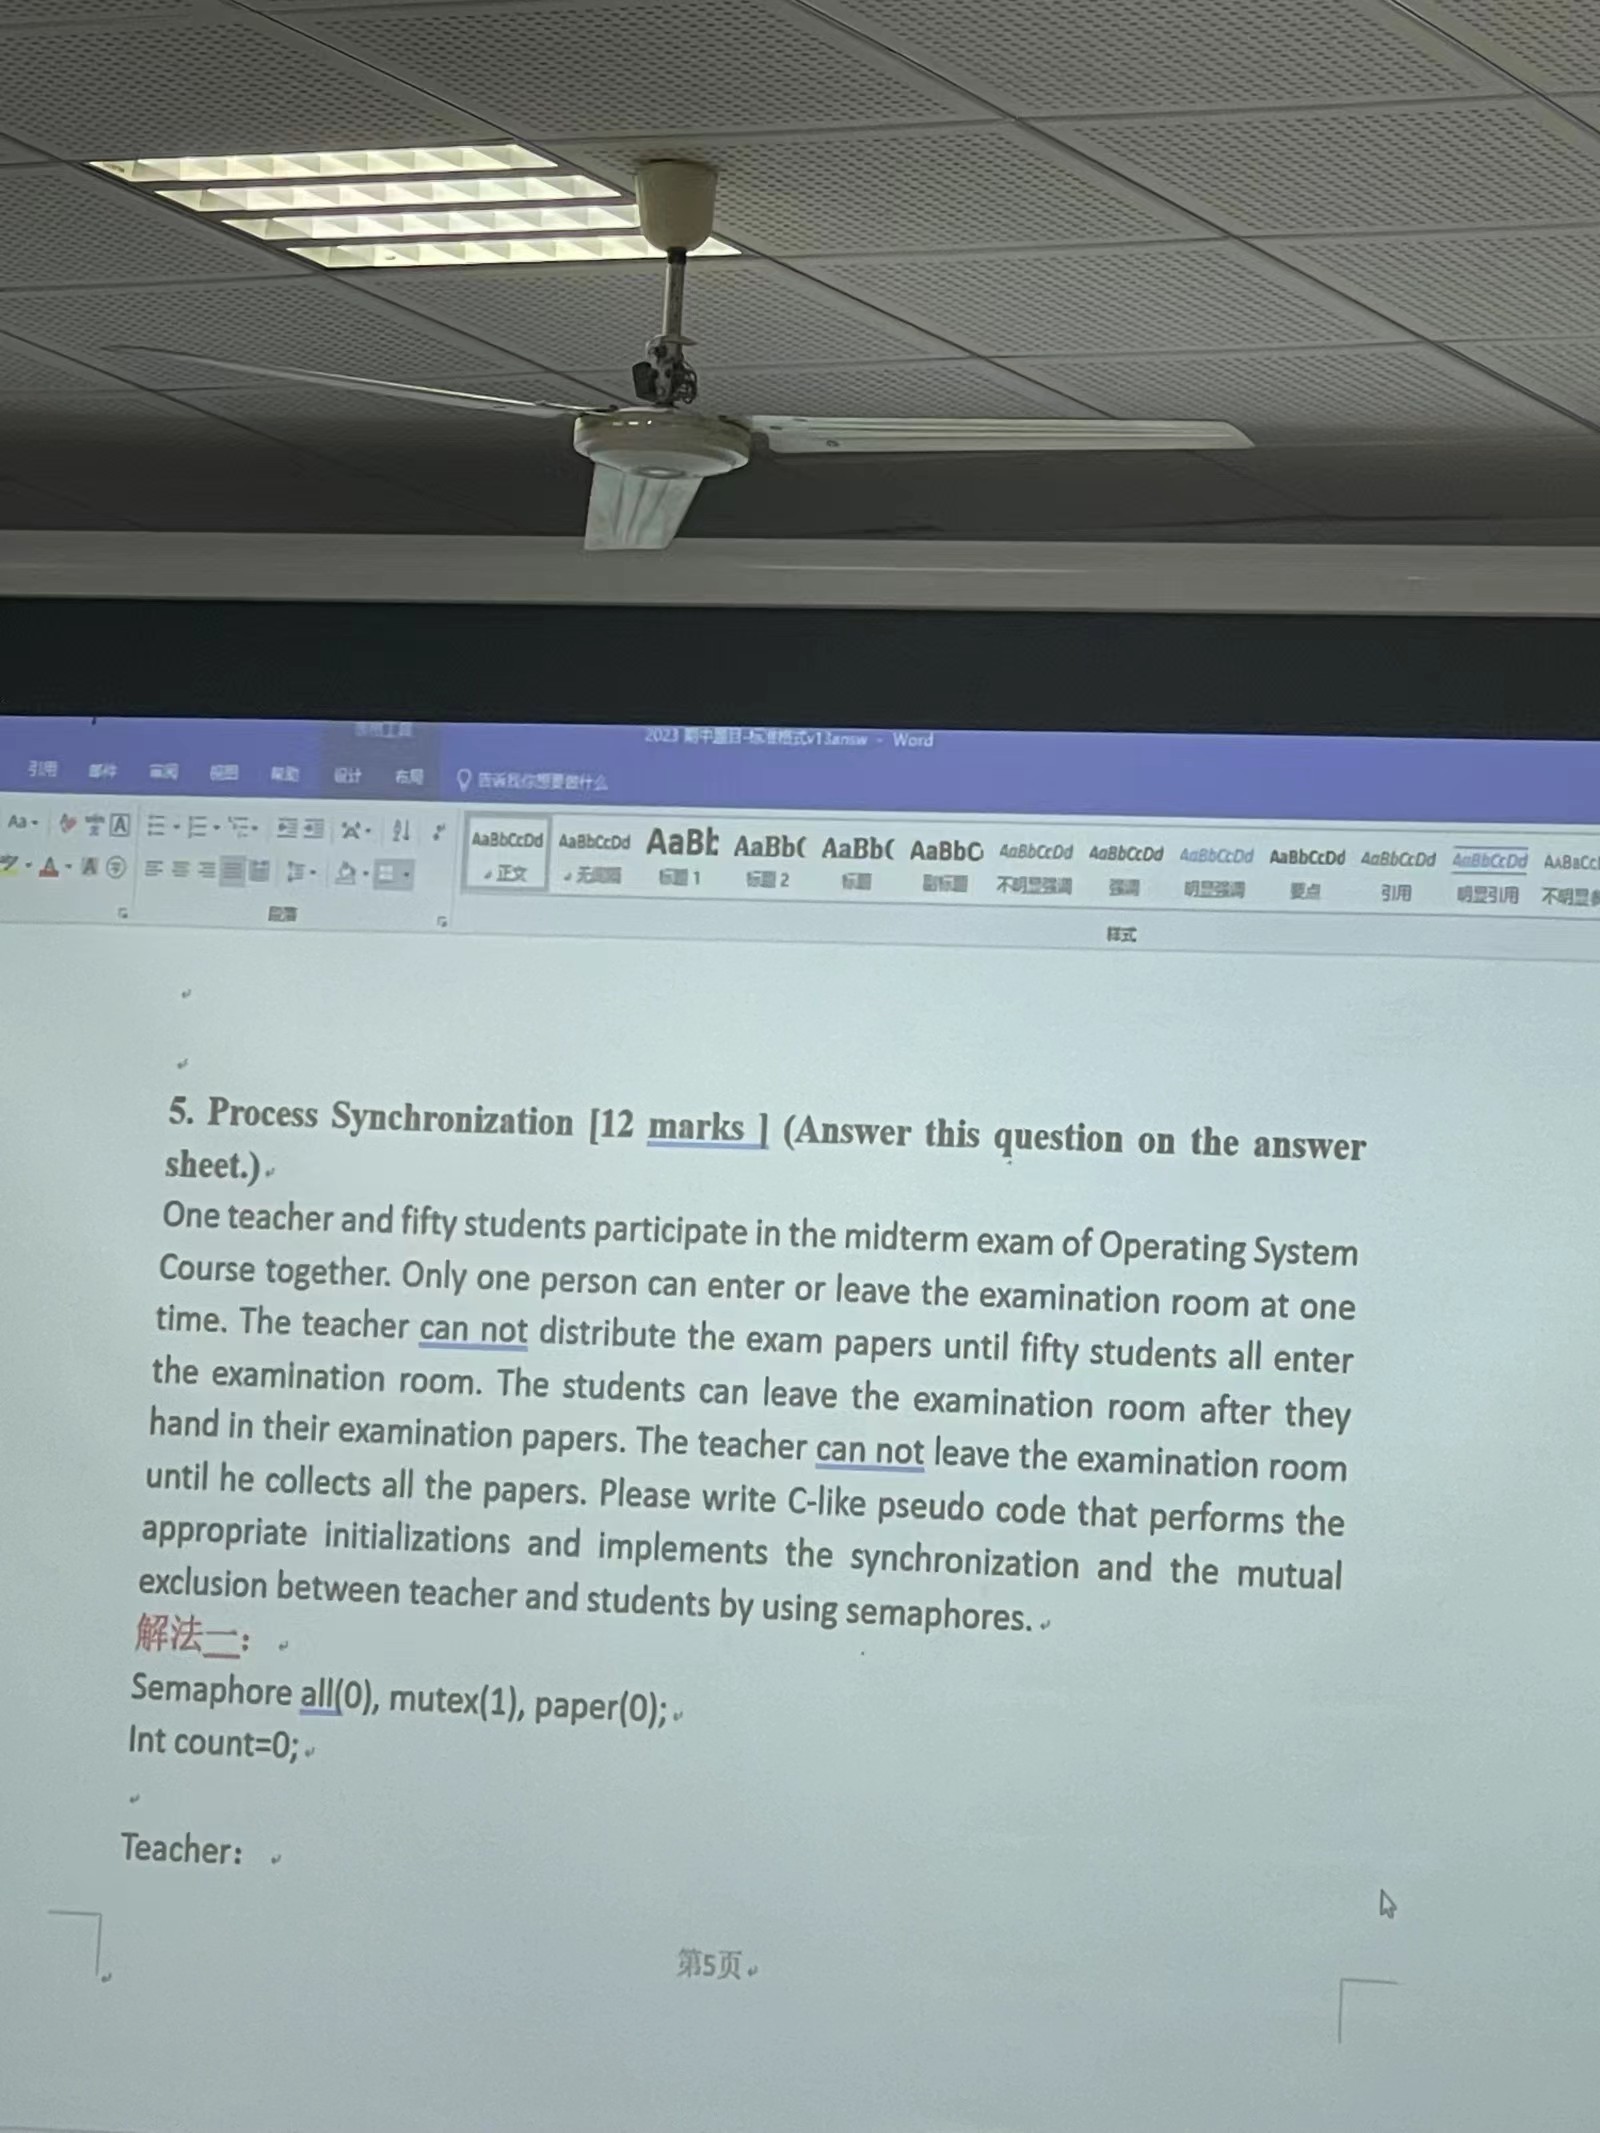 2023 期中题目-标准格式v13answ - Word
引用 邮件 审阅 视图 帮助 设计 布局 告诉我你想要做什么
AaBbCcDd AaBbCcDd AaBb AaBb( AaBb( AaBbC AaBbCcDd AaBbCcDd AaBbCcDd AaBbCcDd AaBbCcDd AaBbCcDd
正文 无间隔 标题 1 标题 2 标题 副标题 不明显强调 强调 明显强调 要点 引用 明显引用
段落 样式
5. Process Synchronization [12 marks ] (Answer this question on the answer
sheet.)
One teacher and fifty students participate in the midterm exam of Operating System
Course together. Only one person can enter or leave the examination room at one
time. The teacher can not distribute the exam papers until fifty students all enter
the examination room. The students can leave the examination room after they
hand in their examination papers. The teacher can not leave the examination room
until he collects all the papers. Please write C-like pseudo code that performs the
appropriate initializations and implements the synchronization and the mutual
exclusion between teacher and students by using semaphores.
解法一:
Semaphore all(0), mutex(1), paper(0);
Int count=0;
Teacher:
第5页